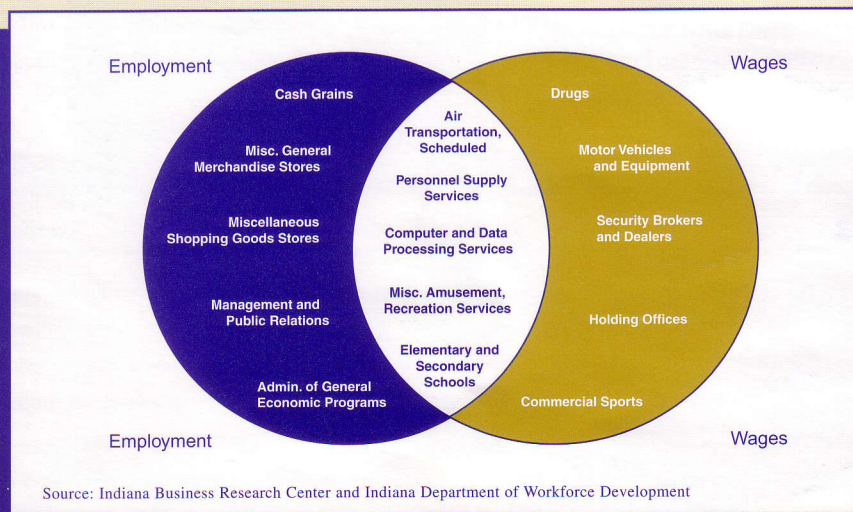 Employment
Wages
Cash Grains
Misc. General
Merchandise Stores
Miscellaneous
Shopping Goods Stores
Management and
Public Relations
Admin. of General
Economic Programs
Air
Transportation,
Scheduled
Personnel Supply
Services
Computer and Data
Processing Services
Misc. Amusement,
Recreation Services
Elementary and
Secondary
Schools
Drugs
Motor Vehicles
and Equipment
Security Brokers
and Dealers
Holding Offices
Commercial Sports
Employment
Wages
Source: Indiana Business Research Center and Indiana Department of Workforce Development